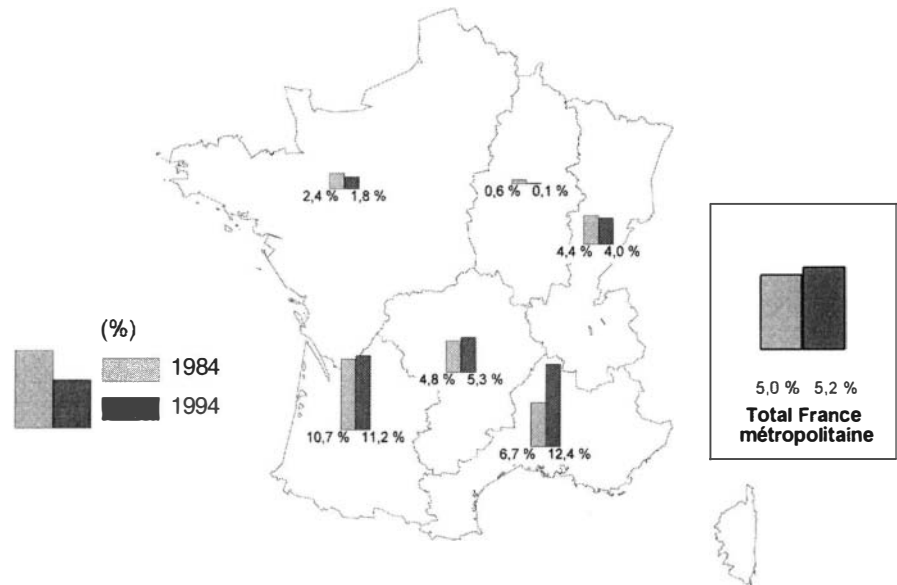 2,4 % 1,8 %
0,6 % 0,1 %
4,4 % 4,0 %
(%)
1984
1994
4,8 % 5,3 %
10,7 % 11,2 %
6,7 % 12,4 %
5,0 % 5,2 %
Total France
métropolitaine